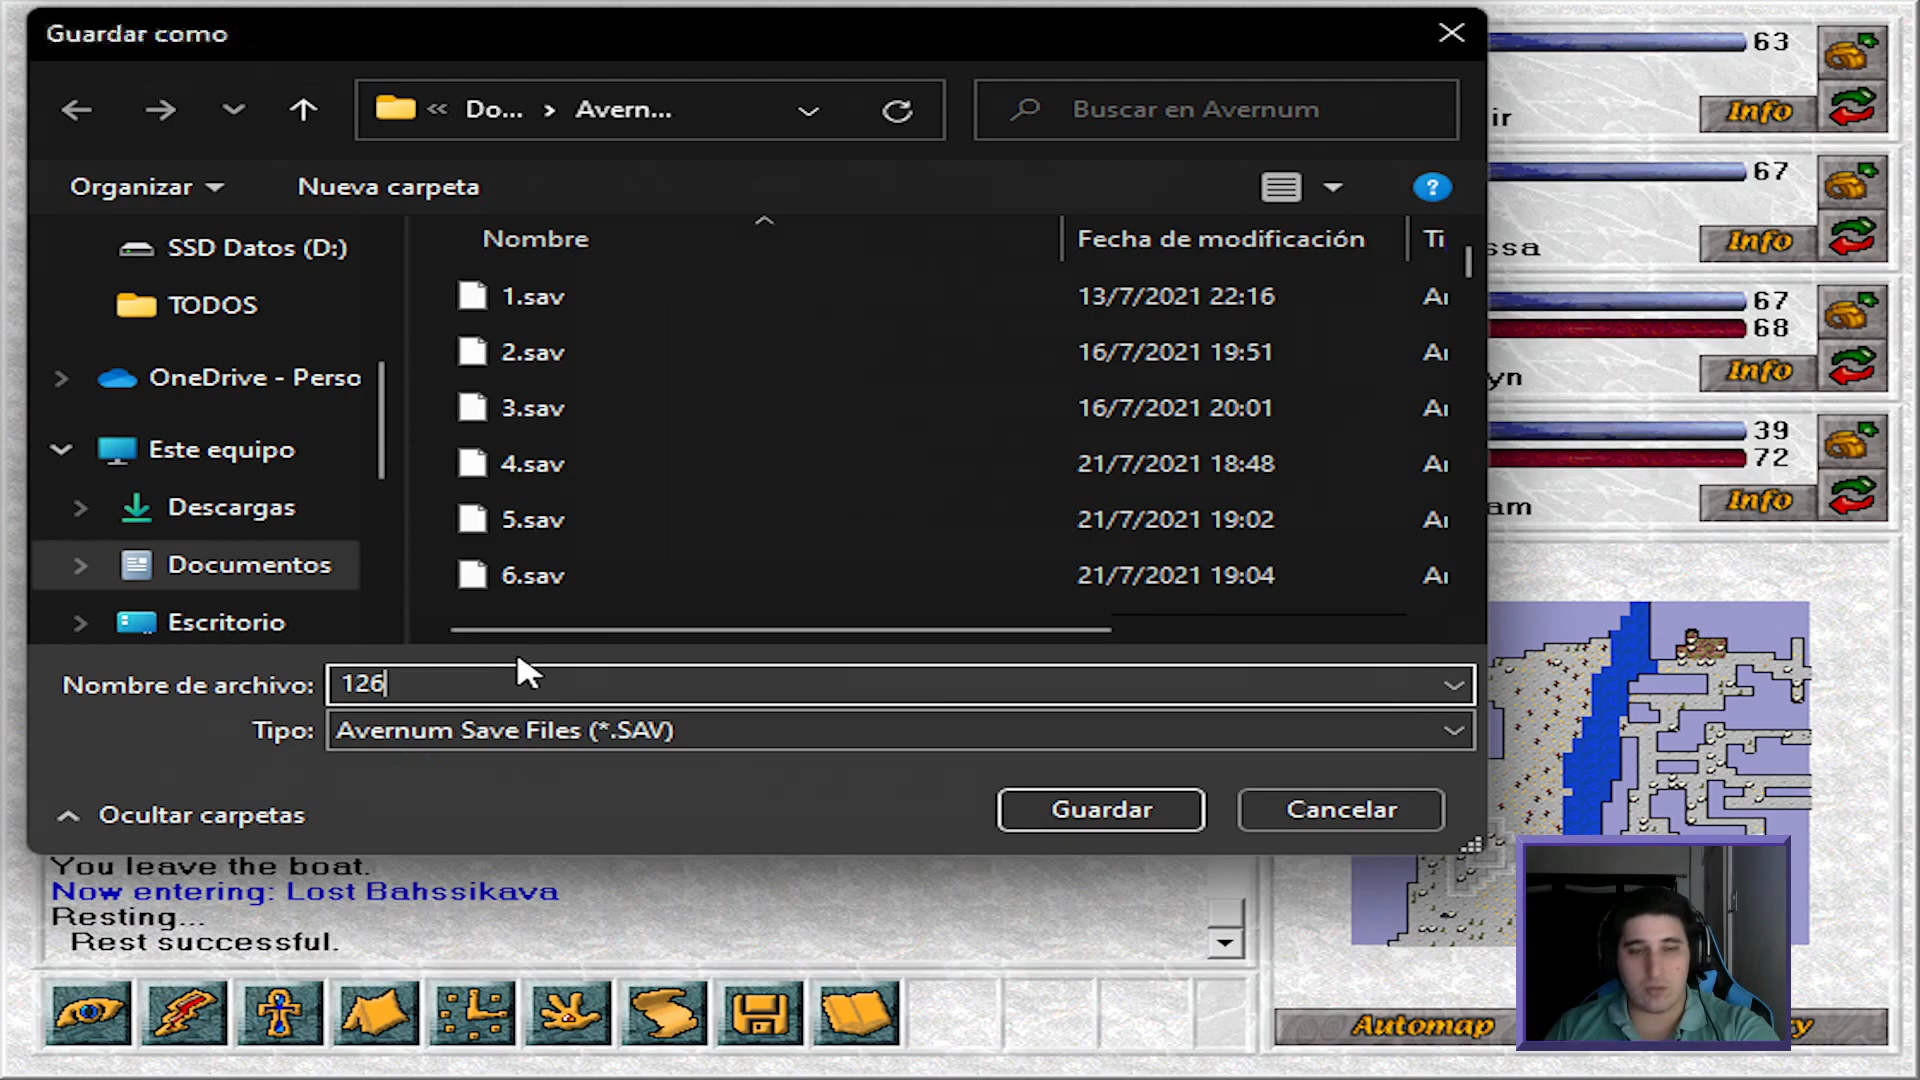 Guardar como
Do... Avern...
Buscar en Avernum
Organizar
Nueva carpeta
?
SSD Datos (D:)
TODOS
OneDrive - Perso
Este equipo
Descargas
Documentos
Escritorio
Nombre
Fecha de modificación
Ti
1.sav 13/7/2021 22:16
2.sav 16/7/2021 19:51
3.sav 16/7/2021 20:01
4.sav 21/7/2021 18:48
5.sav 21/7/2021 19:02
6.sav 21/7/2021 19:04
Nombre de archivo: 126
Tipo: Avernum Save Files (*.SAV)
Ocultar carpetas
Guardar
Cancelar
63
ir
Info
67
ssa
Info
67
68
yn
Info
39
72
am
Info
You leave the boat.
Now entering: Lost Bahssikava
Resting...
Rest successful.
Automap